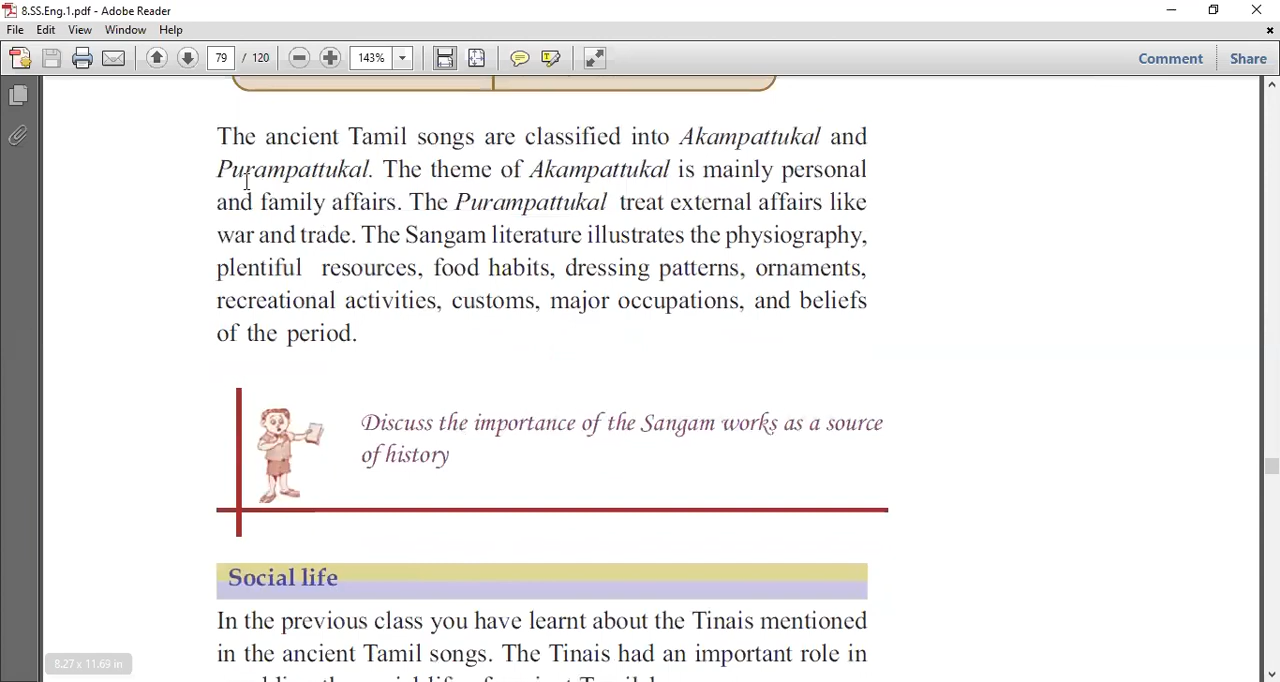 8.SS.Eng.1.pdf - Adobe Reader
File Edit View Window Help
79 / 120 143% Comment Share
The ancient Tamil songs are classified into Akampattukal and
Purampattukal. The theme of Akampattukal is mainly personal
and family affairs. The Purampattukal treat external affairs like
war and trade. The Sangam literature illustrates the physiography,
plentiful resources, food habits, dressing patterns, ornaments,
recreational activities, customs, major occupations, and beliefs
of the period.
Discuss the importance of the Sangam works as a source
of history
Social life
In the previous class you have learnt about the Tinais mentioned
in the ancient Tamil songs. The Tinais had an important role in
8.27 x 11.69 in